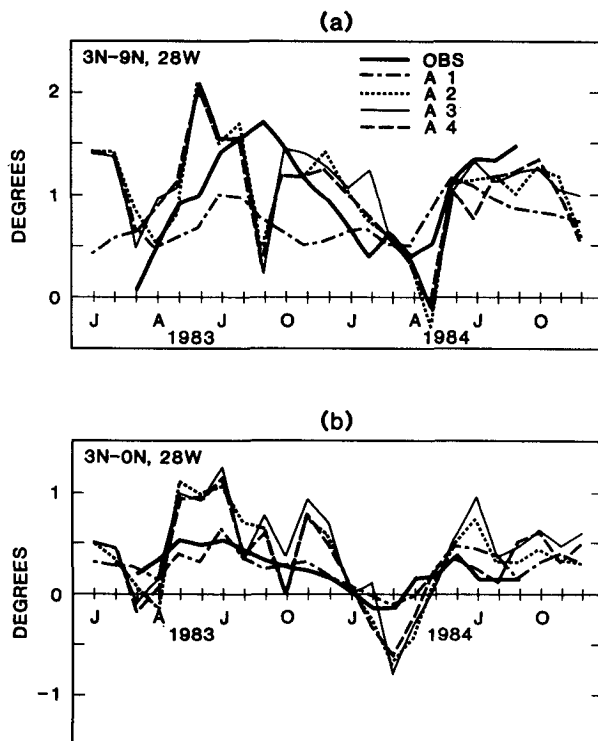 (a)
3N-9N, 28W
OBS
A 1
A 2
A 3
A 4
DEGREES
2
1
0
J A J O J A J O
1983 1984
(b)
3N-0N, 28W
DEGREES
1
0
-1
J A J O J A J O
1983 1984